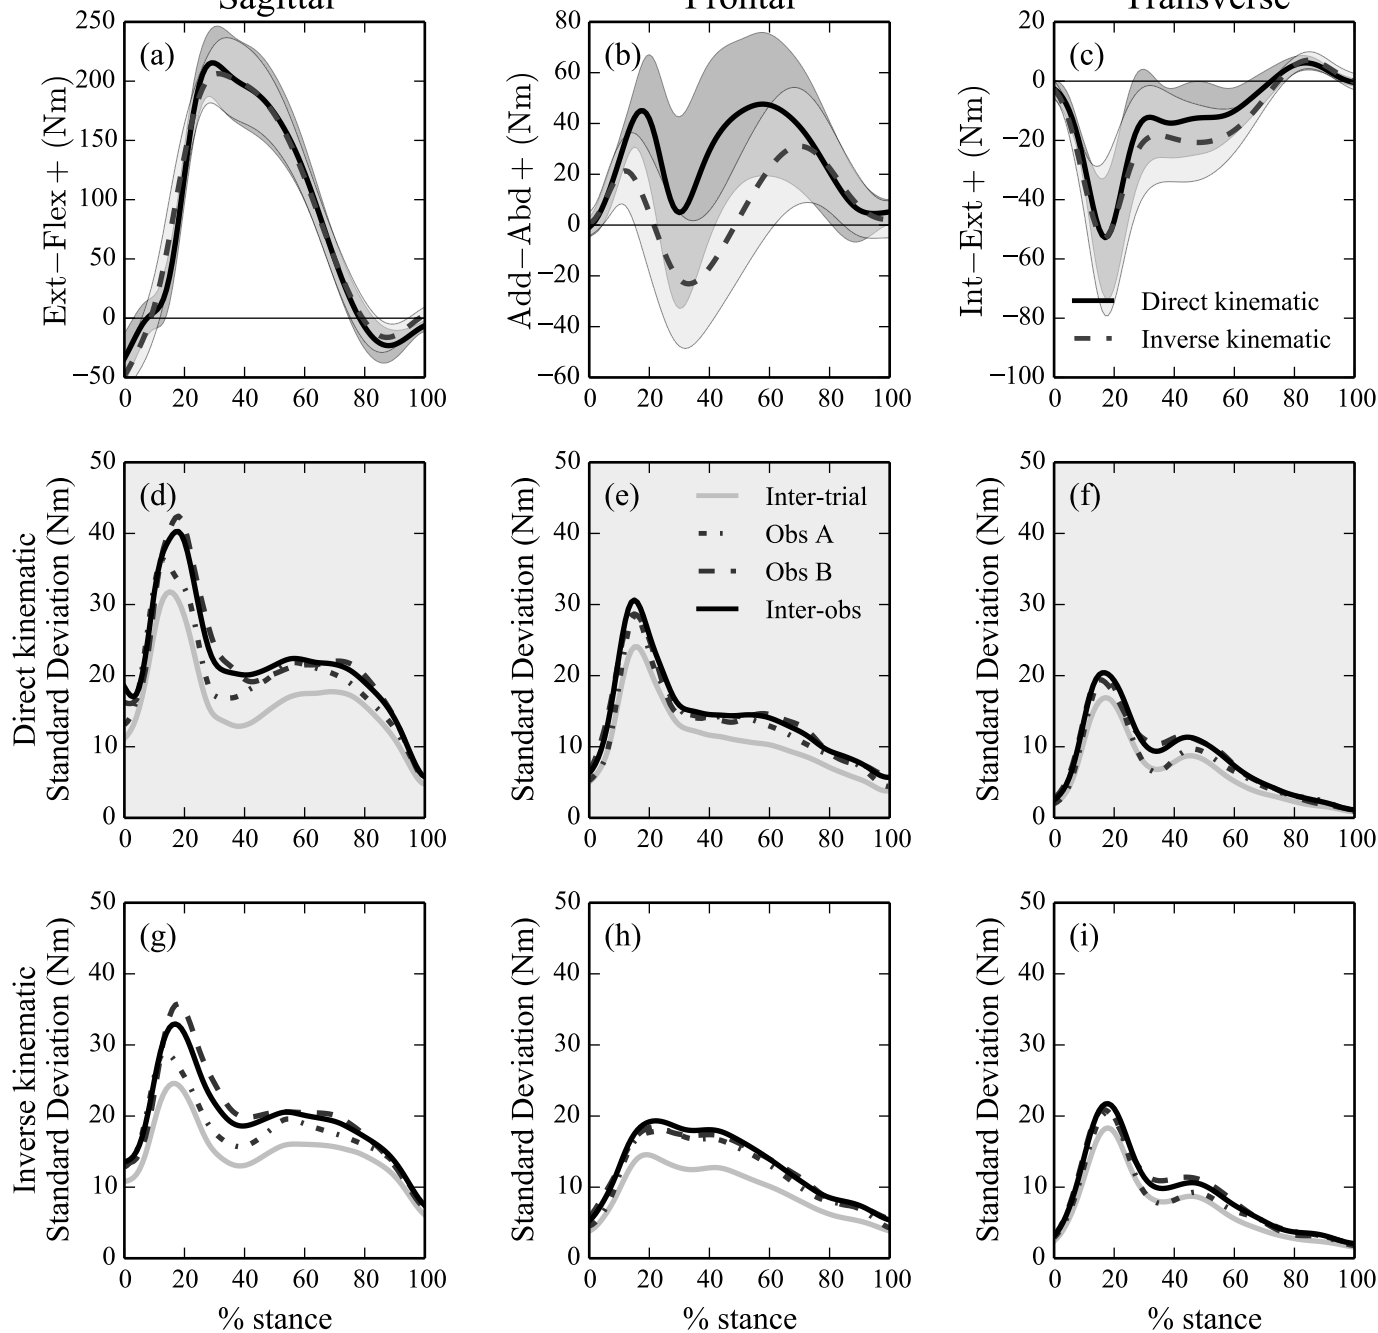 Sagittal Frontal Transverse
(a) (b) (c)
Ext−Flex+ (Nm)
250
200
150
100
50
0
−50
0 20 40 60 80 100
Add−Abd+ (Nm)
80
60
40
20
0
−20
−40
−60
0 20 40 60 80 100
Int−Ext+ (Nm)
20
0
−20
−40
−60
−80
−100
0 20 40 60 80 100
Direct kinematic
Inverse kinematic
Direct kinematic
Standard Deviation (Nm)
(d)
50
40
30
20
10
0
0 20 40 60 80 100
Standard Deviation (Nm)
(e)
50
40
30
20
10
0
0 20 40 60 80 100
Inter-trial
Obs A
Obs B
Inter-obs
Standard Deviation (Nm)
(f)
50
40
30
20
10
0
0 20 40 60 80 100
Inverse kinematic
Standard Deviation (Nm)
(g)
50
40
30
20
10
0
0 20 40 60 80 100
% stance
Standard Deviation (Nm)
(h)
50
40
30
20
10
0
0 20 40 60 80 100
% stance
Standard Deviation (Nm)
(i)
50
40
30
20
10
0
0 20 40 60 80 100
% stance